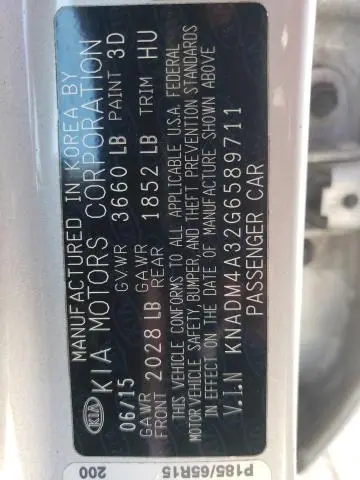 MANUFACTURED IN KOREA BY
KIA KIA MOTORS CORPORATION
06/15 GVWR 3660 LB PAINT 3D
GAWR FRONT 2028 LB GAWR REAR 1852 LB TRIM HU
THIS VEHICLE CONFORMS TO ALL APPLICABLE U.S.A. FEDERAL
MOTOR VEHICLE SAFETY, BUMPER, AND THEFT PREVENTION STANDARDS
IN EFFECT ON THE DATE OF MANUFACTURE SHOWN ABOVE
V.I.N KNADM4A32G6589711
PASSENGER CAR
P185/65R15
200